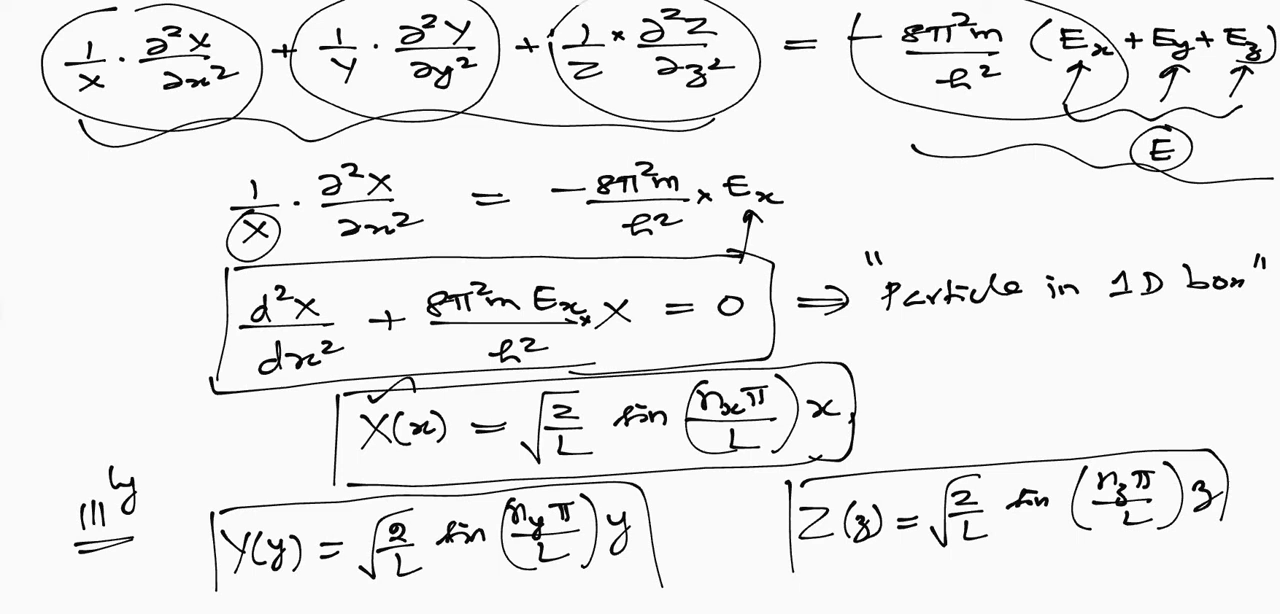 1/X · ∂²X/∂x² + 1/Y · ∂²Y/∂y² + 1/Z × ∂²Z/∂z² = - 8π²m/h² (Ex + Ey + Ez)
E
1/X · ∂²X/∂x² = - 8π²m/h² × Ex
d²X/dx² + 8π²m Ex/h² × X = 0 ⇒ "Particle in 1D box"
X(x) = √(2/L) sin (nxπ/L) x,
|||ly
Y(y) = √(2/L) sin (nyπ/L) y Z(z) = √(2/L) sin (nzπ/L) z